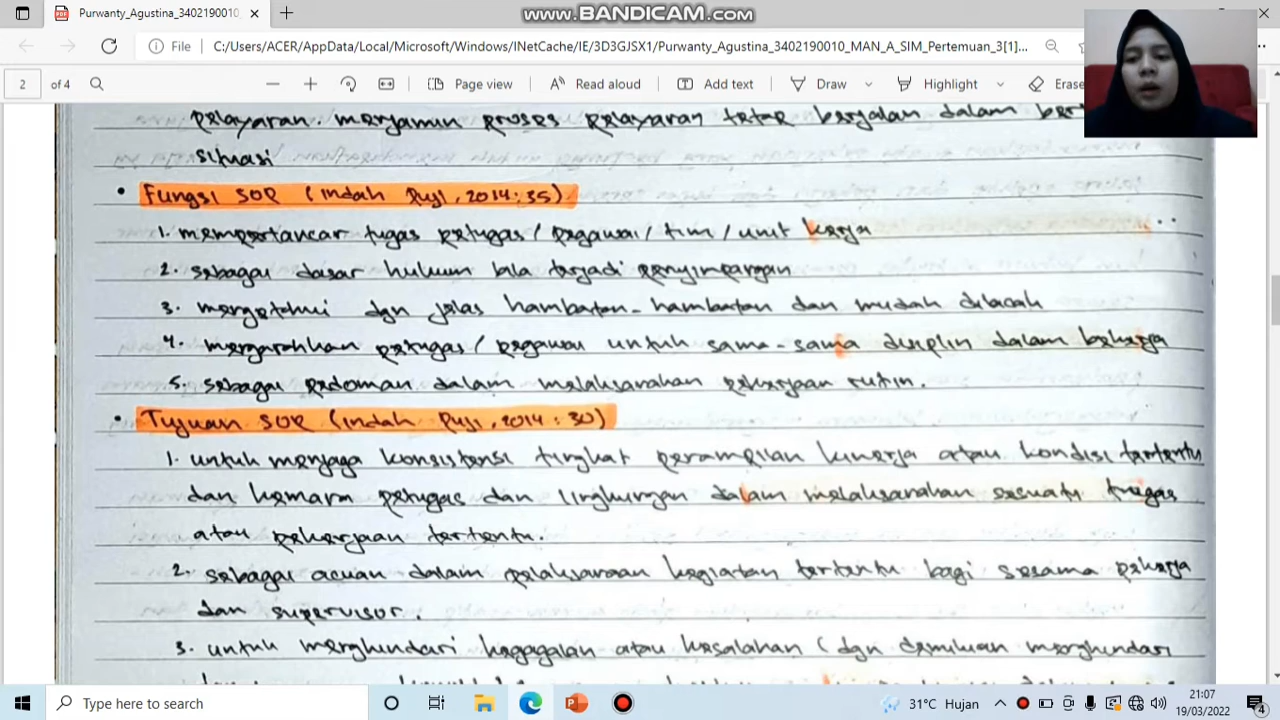 Purwanty_Agustina_3402190010_
www.BANDICAM.com
File
C:/Users/ACER/AppData/Local/Microsoft/Windows/INetCache/IE/3D3GJSX1/Purwanty_Agustina_3402190010_MAN_A_SIM_Pertemuan_3[1]...
2 of 4
Page view
Read aloud
Add text
Draw
Highlight
Erase
pelayaran. menjamin proses pelayaran tetap berjalan dalam ber
situasi
• Fungsi SOP (Indah Puji, 2014:35)
1. memperlancar tugas petugas/pegawai/tim/unit kerja
2. sebagai dasar hukum bila terjadi penyimpangan
3. mengetahui dgn jelas hambatan-hambatan dan mudah dilacak
4. mengarahkan petugas/pegawai untuk sama-sama disiplin dalam bekerja
5. sebagai pedoman dalam melaksanakan pekerjaan rutin.
• Tujuan SOP (Indah Puji, 2014:30)
1. untuk menjaga konsistensi tingkat penampilan kinerja atau kondisi tertentu
dan kemana petugas dan lingkungan dalam melaksanakan sesuatu tugas
atau pekerjaan tertentu.
2. sebagai acuan dalam pelaksanaan kegiatan tertentu bagi sesama pekerja
dan supervisor.
3. untuk menghindari kegagalan atau kesalahan (dgn demikian menghindari
Type here to search
31°C Hujan
21:07
19/03/2022
4